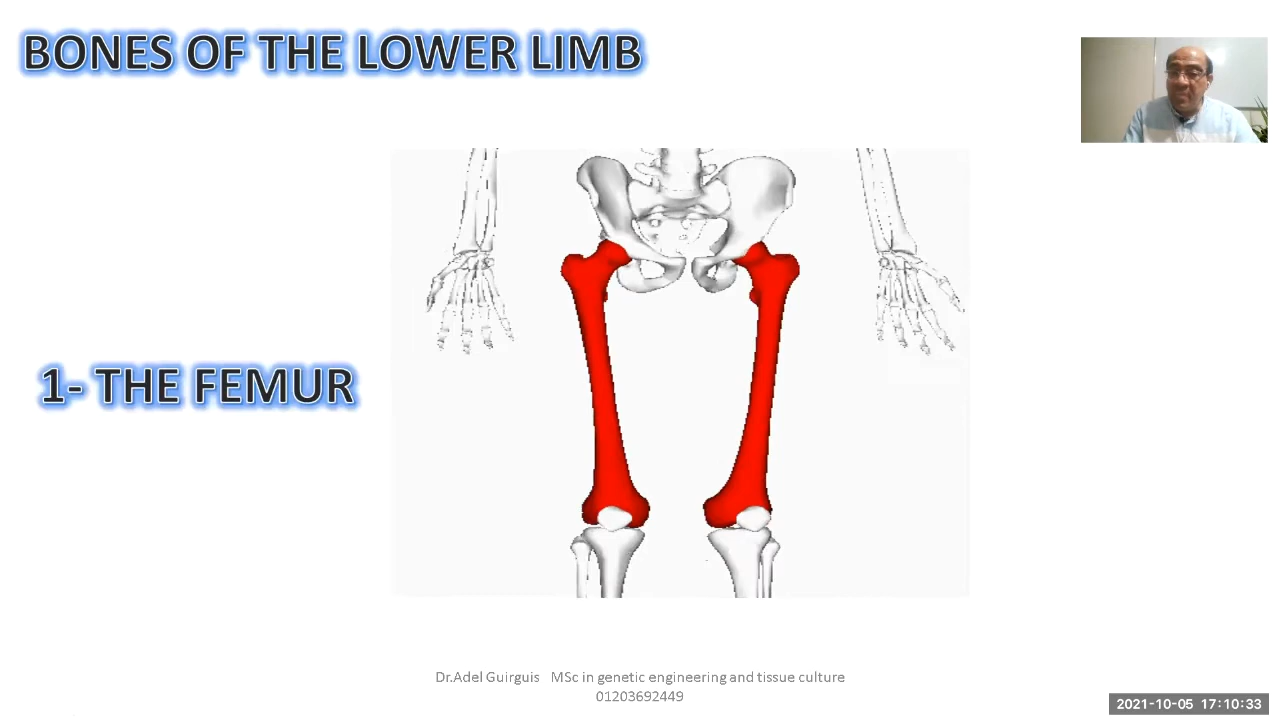 BONES OF THE LOWER LIMB
1- THE FEMUR
Dr.Adel Guirguis MSc in genetic engineering and tissue culture
01203692449
2021-10-05 17:10:33